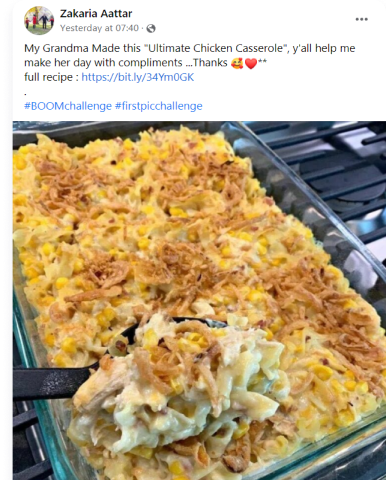 Zakaria Aattar
Yesterday at 07:40 ·
My Grandma Made this "Ultimate Chicken Casserole", y'all help me
make her day with compliments ...Thanks 🥰❤️**
full recipe : https://bit.ly/34Ym0GK
.
#BOOMchallenge #firstpicchallenge